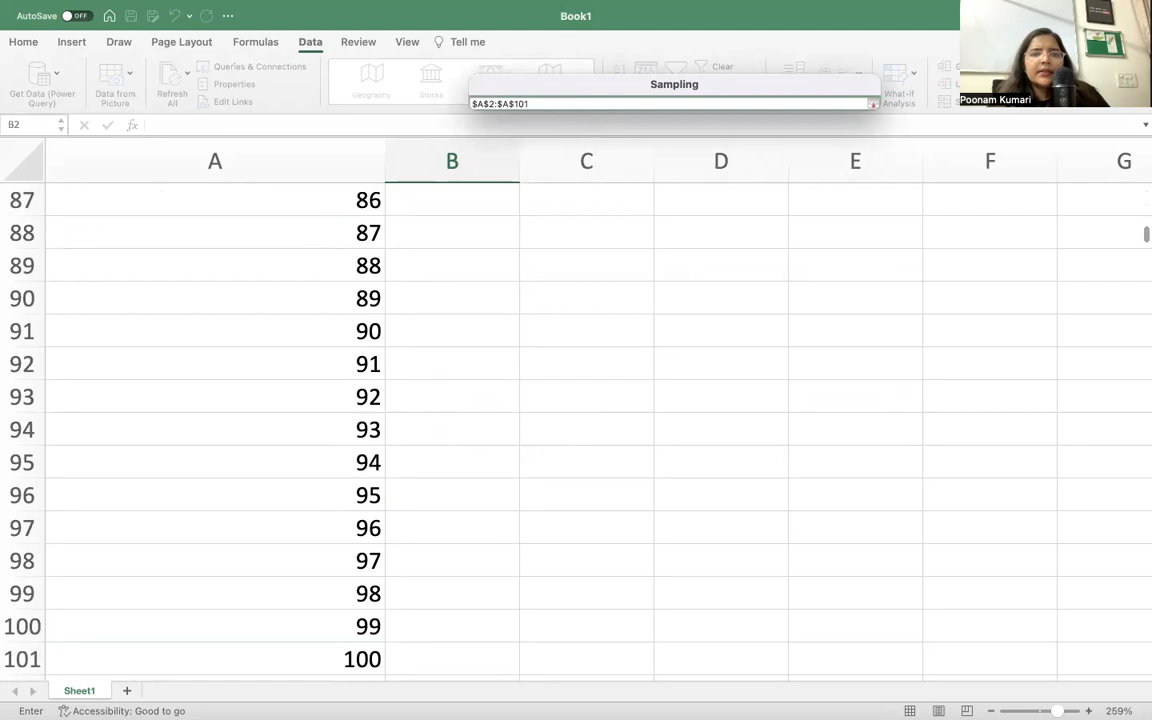 AutoSave OFF
Book1
Home Insert Draw Page Layout Formulas Data Review View Tell me
Get Data (Power Query)
Data from Picture
Refresh All
Queries & Connections
Properties
Edit Links
Geography
Stocks
Clear
What-if Analysis
Sampling
$A$2:$A$101
Poonam Kumari
B2 fx
A B C D E F G
87 86
88 87
89 88
90 89
91 90
92 91
93 92
94 93
95 94
96 95
97 96
98 97
99 98
100 99
101 100
Sheet1
Enter Accessibility: Good to go 259%